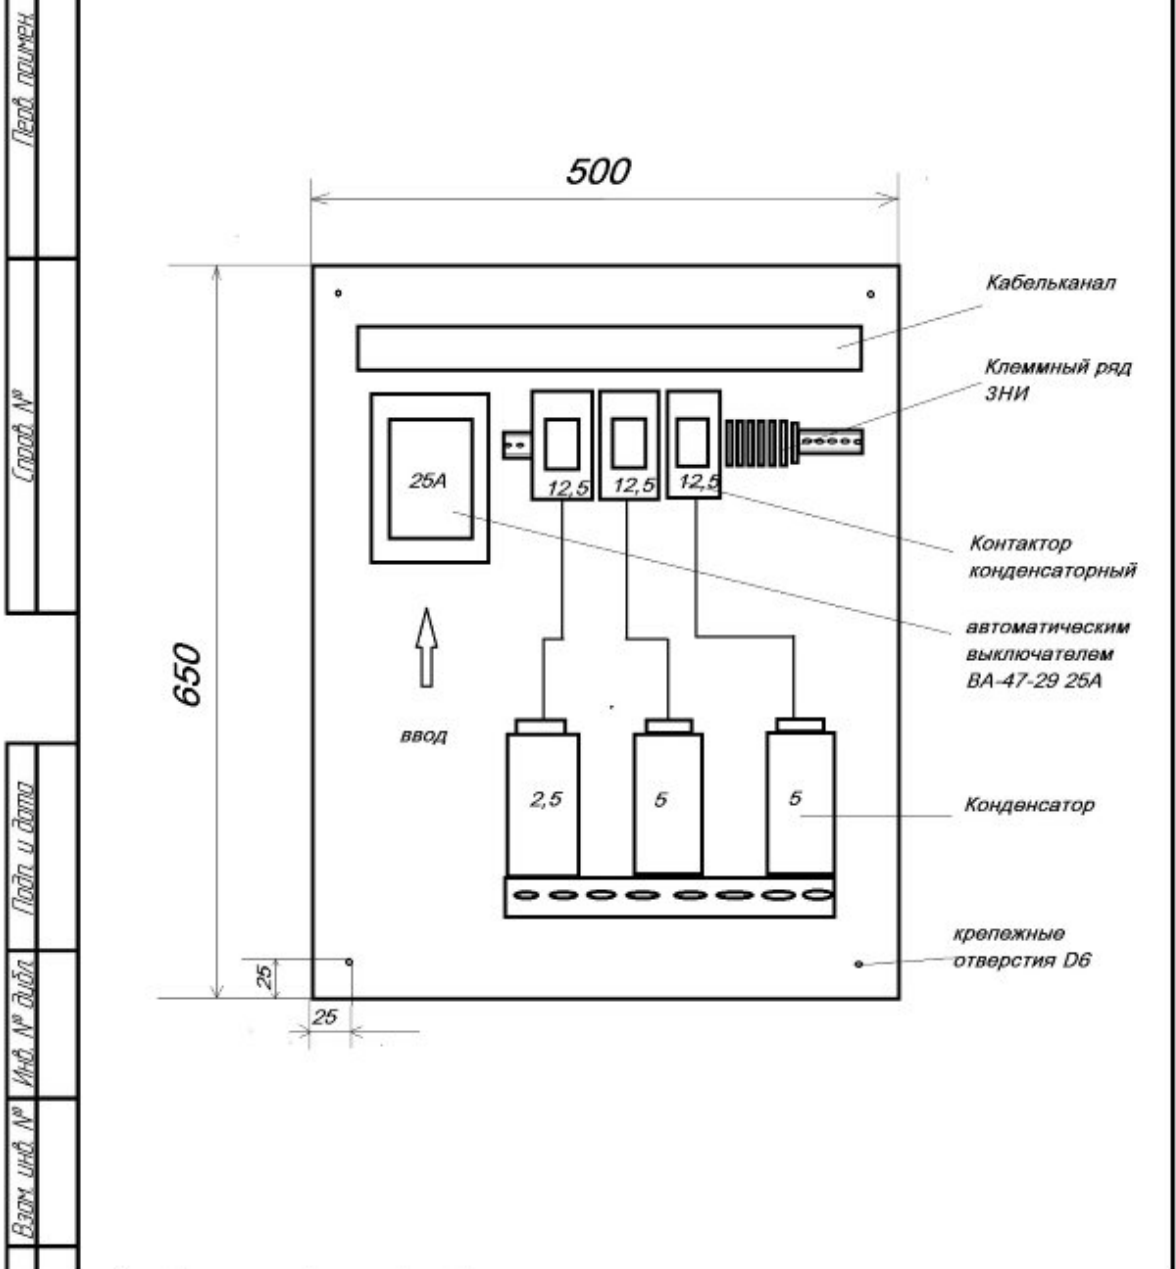 Перв. примен.
Справ. №
Подп. и дата
Инв. № дубл.
Взам. инв. №
500
650
Кабельканал
Клеммный ряд
ЗНИ
25А
12,5
12,5
12,5
Контактор
конденсаторный
автоматическим
выключателем
ВА-47-29 25А
ввод
2,5
5
5
Конденсатор
крепежные
отверстия D6
25
25